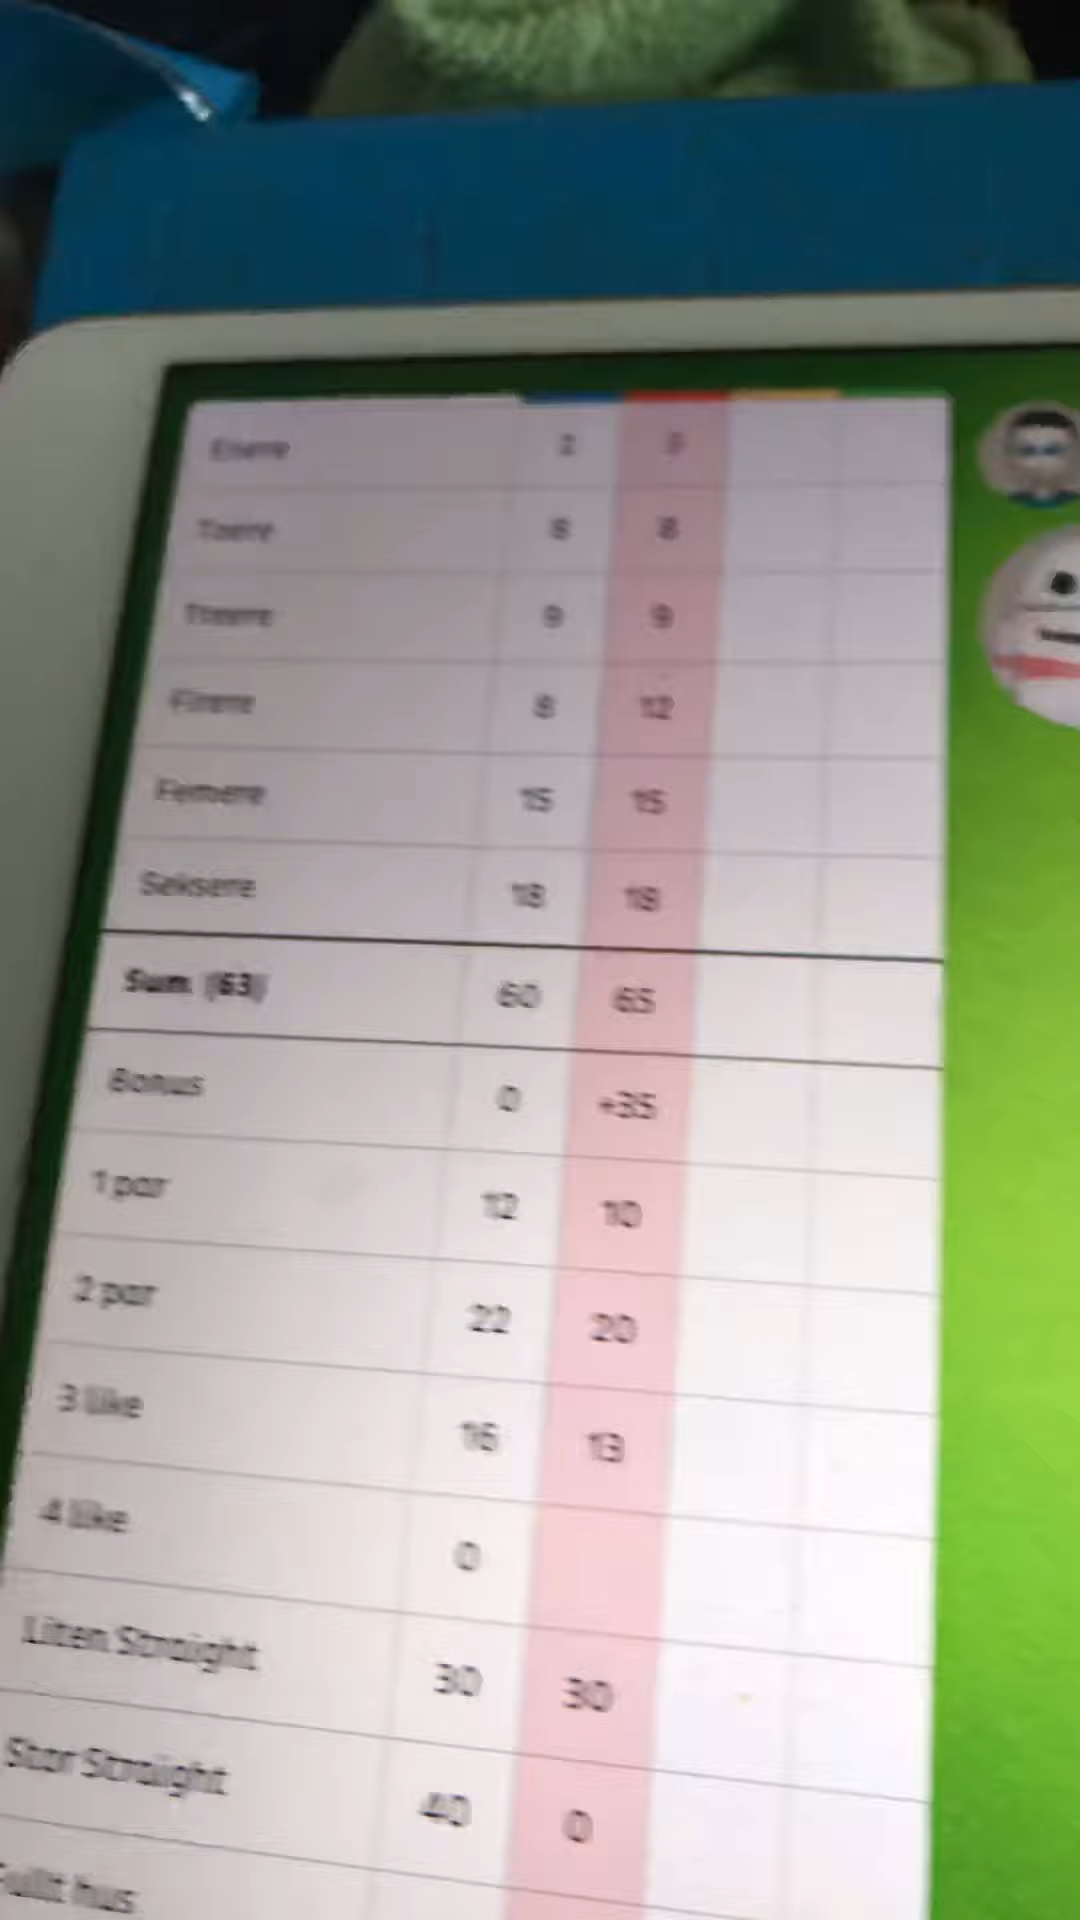 Enere 2 3
Toere 8 8
Treere 9 9
Firere 8 12
Femere 15 15
Seksere 18 18
Sum (63) 60 65
Bonus 0 +35
1 par 12 10
2 par 22 20
3 like 16 13
4 like 0
Liten Straight 30 30
Stor Straight 40 0
Fullt hus